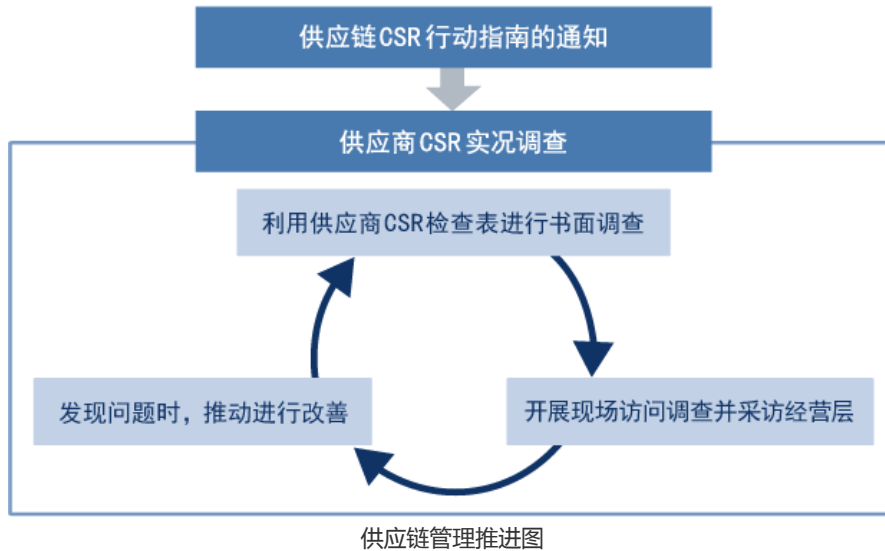 供应链CSR行动指南的通知
供应商CSR实况调查
利用供应商CSR检查表进行书面调查
发现问题时，推动进行改善
开展现场访问调查并采访经营层
供应链管理推进图